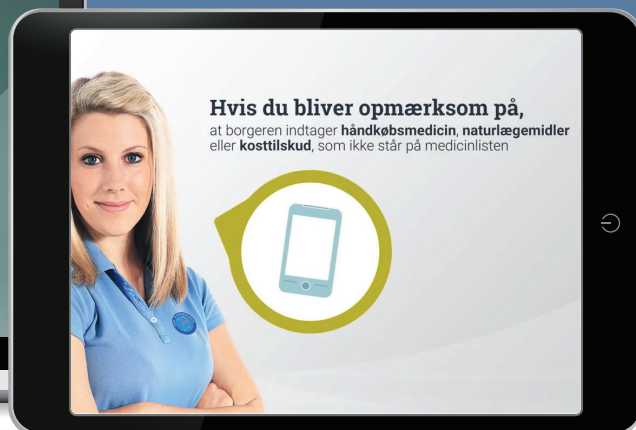 Hvis du bliver opmærksom på,
at borgeren indtager håndkøbsmedicin, naturlægemidler
eller kosttilskud, som ikke står på medicinlisten